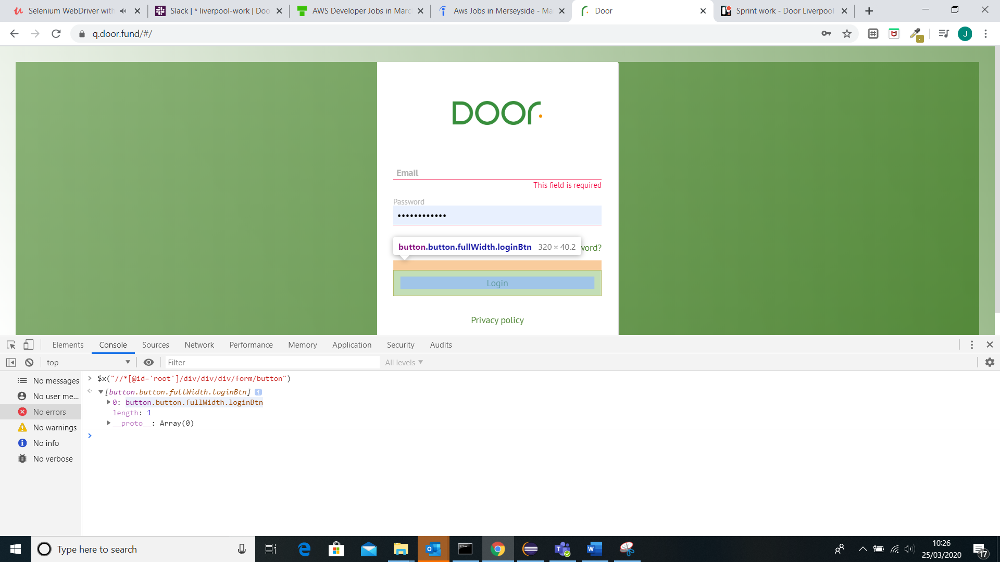 Selenium WebDriver with
Slack | * liverpool-work | Doo
AWS Developer Jobs in Marc
Aws Jobs in Merseyside - Ma
Door
Sprint work - Door Liverpool
q.door.fund/#/
J
DOOr.
Email
This field is required
Password
button.button.fullWidth.loginBtn 320 × 40.2
word?
Login
Privacy policy
Elements Console Sources Network Performance Memory Application Security Audits
top Filter All levels
No messages
No user me...
No errors
No warnings
No info
No verbose
$x("//*[@id='root']/div/div/div/form/button")
[button.button.fullWidth.loginBtn]
0: button.button.fullWidth.loginBtn
length: 1
__proto__: Array(0)
Type here to search
10:26
25/03/2020
17